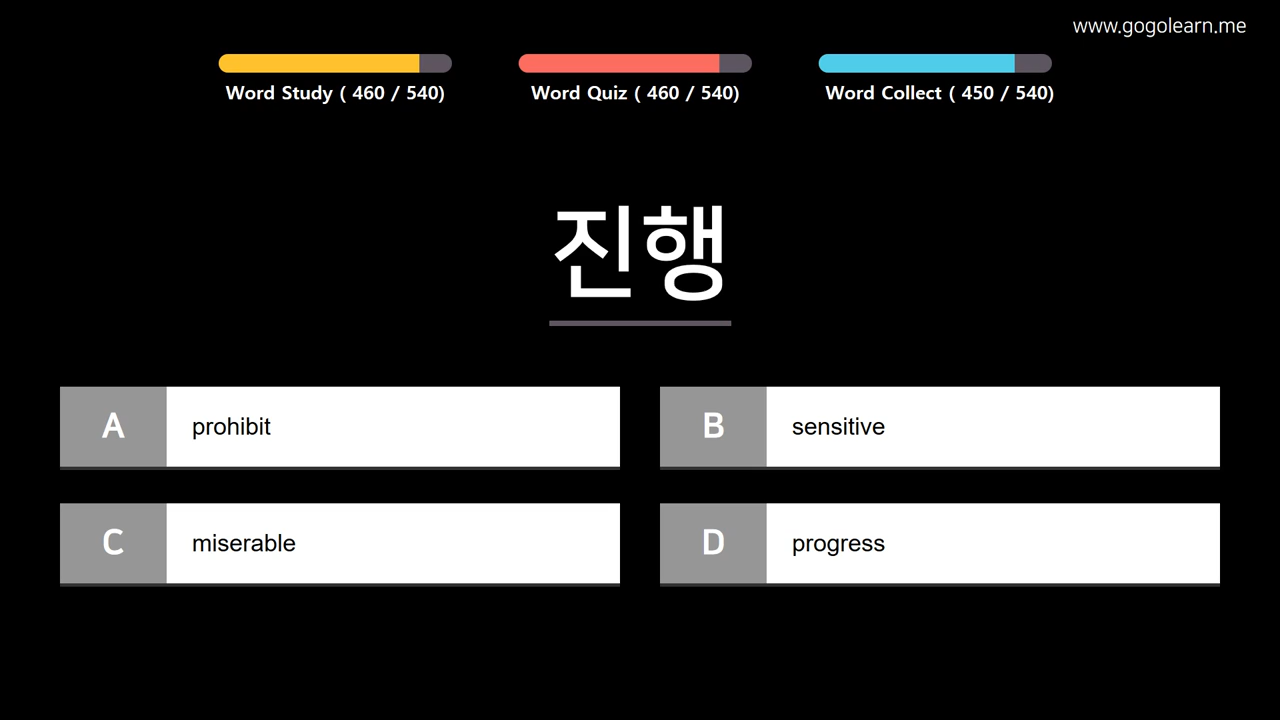 www.gogolearn.me
Word Study ( 460 / 540)
Word Quiz ( 460 / 540)
Word Collect ( 450 / 540)
진행
A prohibit
B sensitive
C miserable
D progress